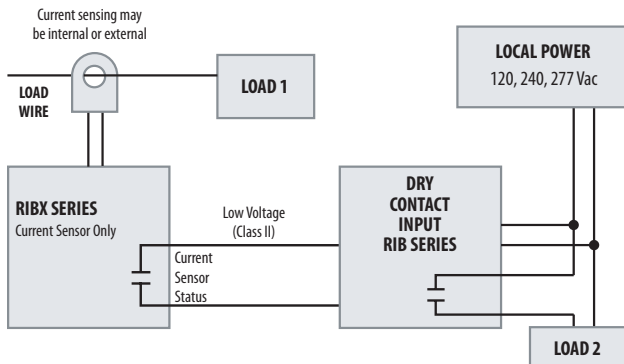 Current sensing may
be internal or external
LOAD
WIRE
LOAD 1
LOCAL POWER
120, 240, 277 Vac
RIBX SERIES
Current Sensor Only
Low Voltage
(Class II)
Current
Sensor
Status
DRY
CONTACT
INPUT
RIB SERIES
LOAD 2